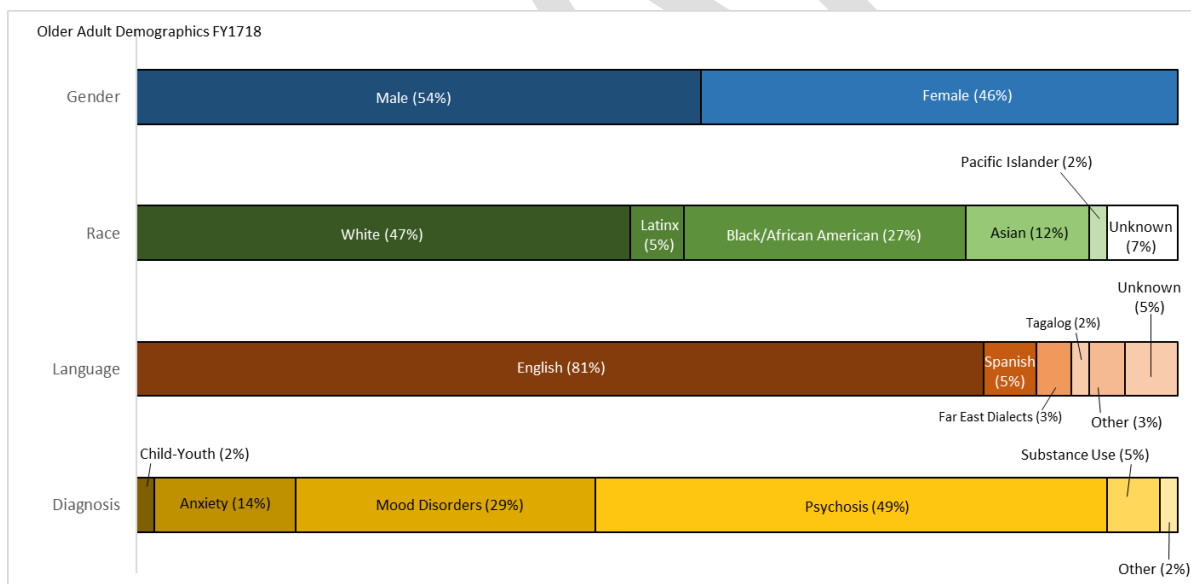 Older Adult Demographics FY1718
Gender
Male (54%)
Female (46%)
Pacific Islander (2%)
Race
White (47%)
Latinx
(5%)
Black/African American (27%)
Asian (12%)
Unknown
(7%)
Unknown
(5%)
Tagalog (2%)
Language
English (81%)
Spanish
(5%)
Far East Dialects (3%)
Other (3%)
Child-Youth (2%)
Substance Use (5%)
Diagnosis
Anxiety (14%)
Mood Disorders (29%)
Psychosis (49%)
Other (2%)